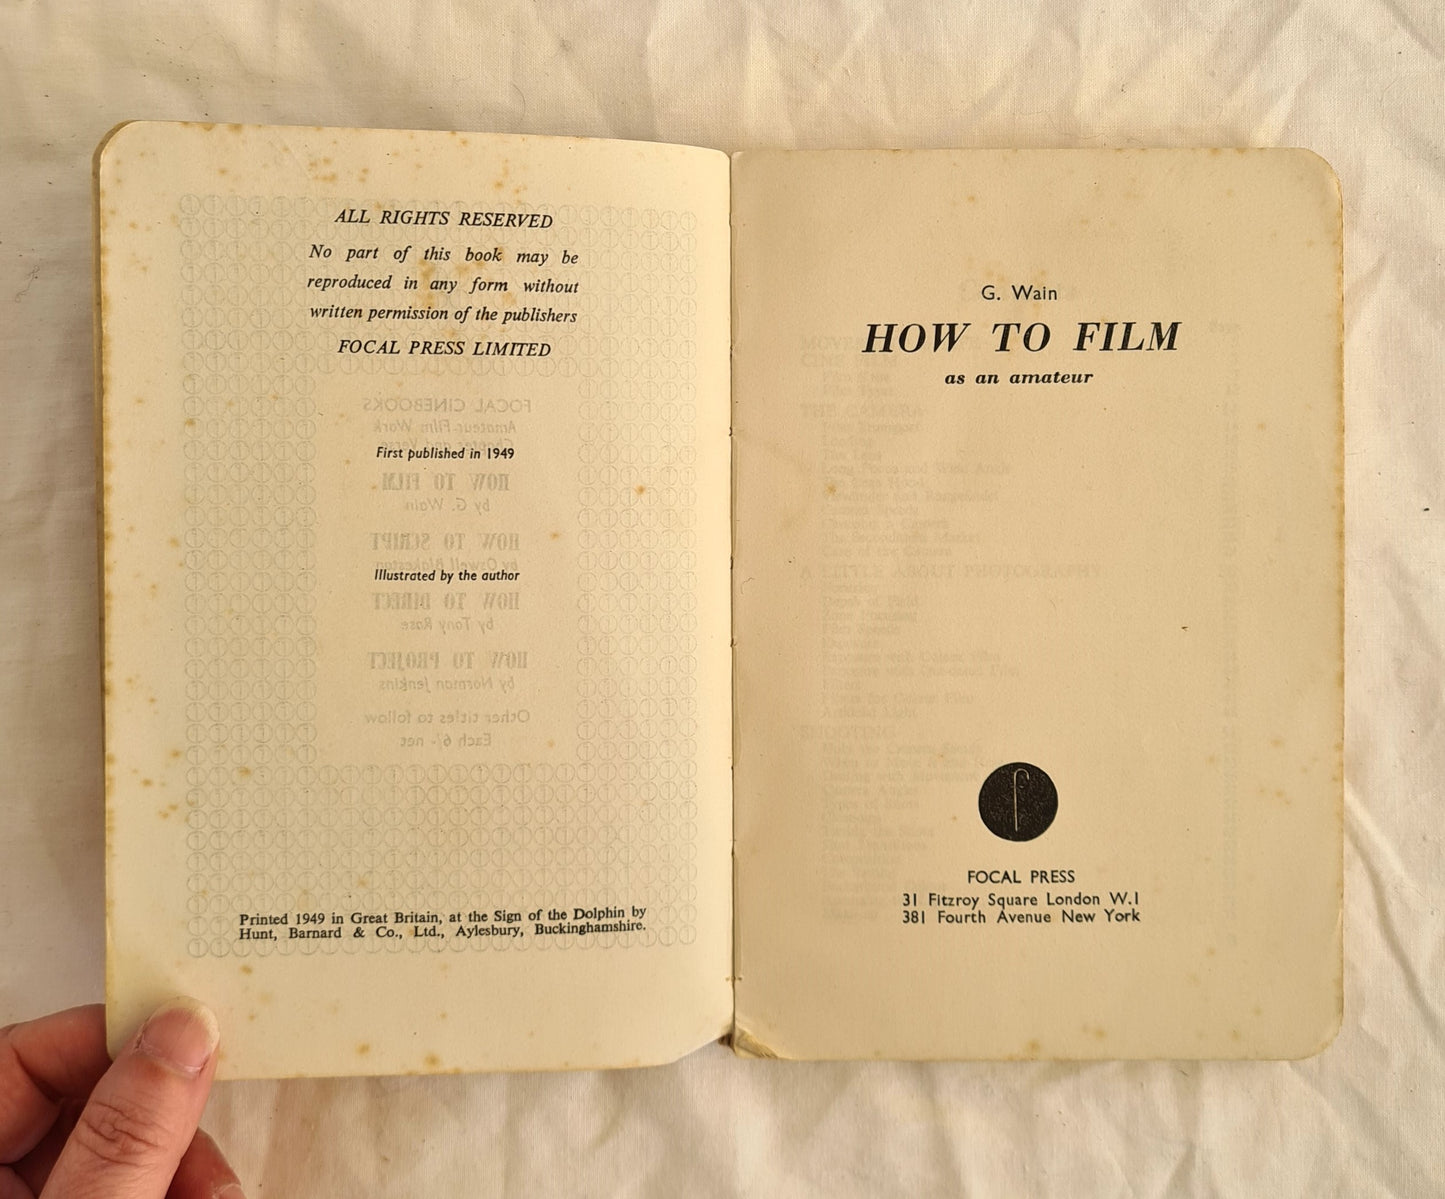 ALL RIGHTS RESERVED
No part of this book may be
reproduced in any form without
written permission of the publishers
FOCAL PRESS LIMITED
First published in 1949
Illustrated by the author
Printed 1949 in Great Britain, at the Sign of the Dolphin by
Hunt, Barnard & Co., Ltd., Aylesbury, Buckinghamshire.
G. Wain
HOW TO FILM
as an amateur
f
FOCAL PRESS
31 Fitzroy Square London W.1
381 Fourth Avenue New York